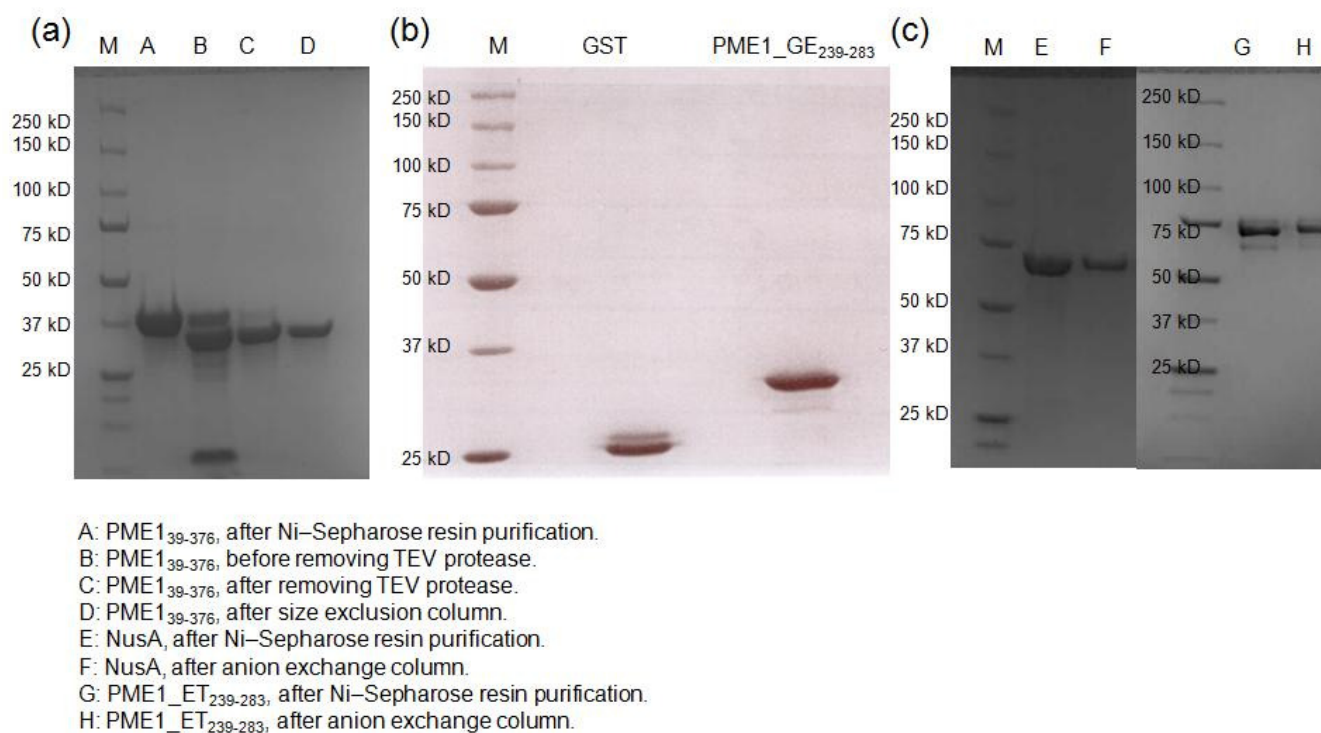 (a)
M A B C D
250 kD
150 kD
100 kD
75 kD
50 kD
37 kD
25 kD
(b)
M GST PME1_GE239-283
250 kD
150 kD
100 kD
75 kD
50 kD
37 kD
25 kD
(c)
M E F G H
250 kD
150 kD
100 kD
75 kD
50 kD
37 kD
25 kD
250 kD
150 kD
100 kD
75 kD
50 kD
37 kD
25 kD
A: PME139-376, after Ni–Sepharose resin purification.
B: PME139-376, before removing TEV protease.
C: PME139-376, after removing TEV protease.
D: PME139-376, after size exclusion column.
E: NusA, after Ni–Sepharose resin purification.
F: NusA, after anion exchange column.
G: PME1_ET239-283, after Ni–Sepharose resin purification.
H: PME1_ET239-283, after anion exchange column.